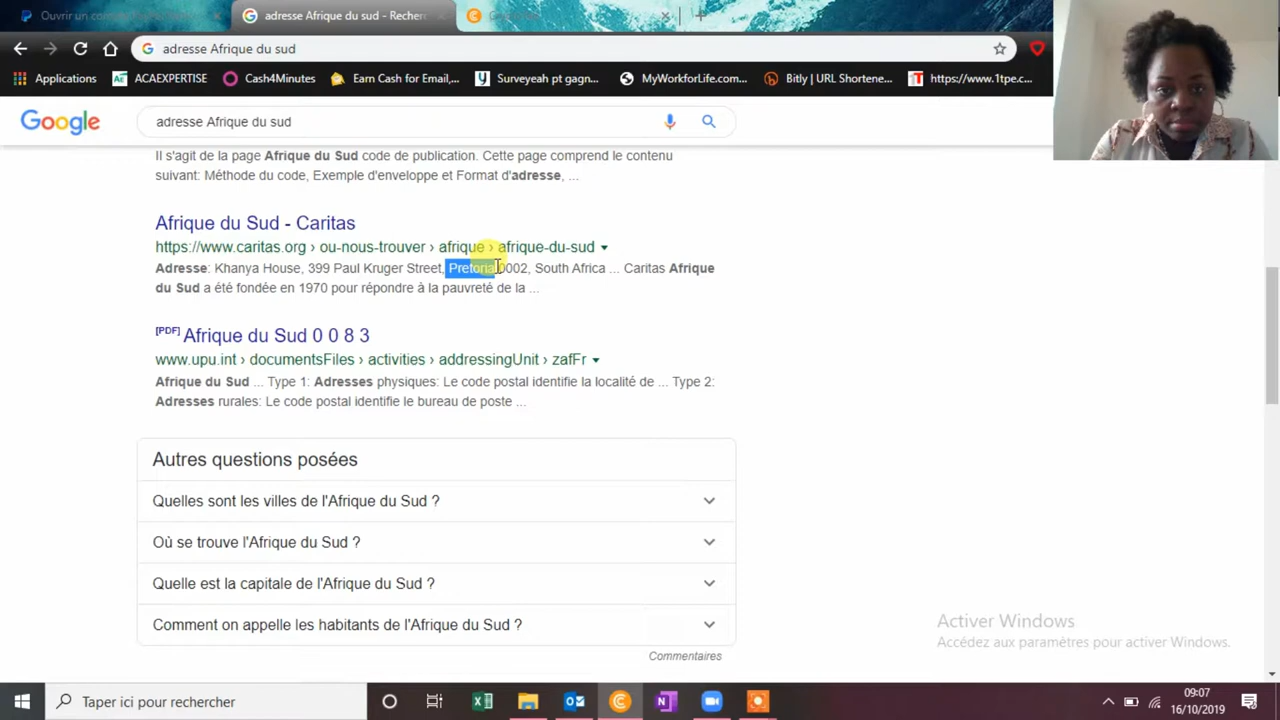 adresse Afrique du sud - Recher
adresse Afrique du sud
Applications
ACAEXPERTISE
Cash4Minutes
Earn Cash for Email,...
Surveyeah pt gagn...
MyWorkforLife.com...
Bitly | URL Shortene...
https://www.1tpe.c...
Google
adresse Afrique du sud
Il s'agit de la page Afrique du Sud code de publication. Cette page comprend le contenu
suivant: Méthode du code, Exemple d'enveloppe et Format d'adresse, ...
Afrique du Sud - Caritas
https://www.caritas.org › ou-nous-trouver › afrique › afrique-du-sud
Adresse: Khanya House, 399 Paul Kruger Street, Pretoria 0002, South Africa ... Caritas Afrique
du Sud a été fondée en 1970 pour répondre à la pauvreté de la ...
[PDF] Afrique du Sud 0 0 8 3
www.upu.int › documentsFiles › activities › addressingUnit › zafFr
Afrique du Sud ... Type 1: Adresses physiques: Le code postal identifie la localité de ... Type 2:
Adresses rurales: Le code postal identifie le bureau de poste ...
Autres questions posées
Quelles sont les villes de l'Afrique du Sud ?
Où se trouve l'Afrique du Sud ?
Quelle est la capitale de l'Afrique du Sud ?
Comment on appelle les habitants de l'Afrique du Sud ?
Commentaires
Activer Windows
Accédez aux paramètres pour activer Windows.
Taper ici pour rechercher
09:07
16/10/2019